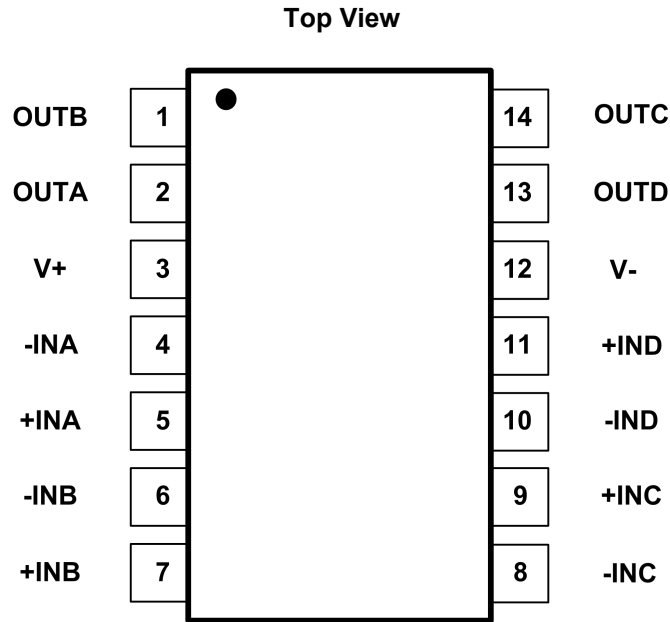 Top View
OUTB 1 14 OUTC
OUTA 2 13 OUTD
V+ 3 12 V-
-INA 4 11 +IND
+INA 5 10 -IND
-INB 6 9 +INC
+INB 7 8 -INC